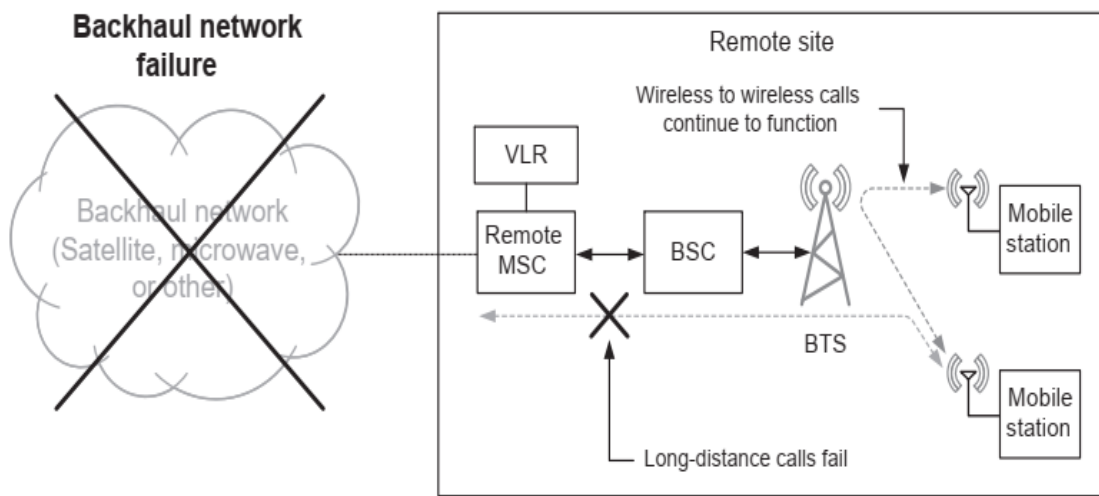 Backhaul network
failure
Backhaul network
(Satellite, microwave,
or other)
Remote site
Wireless to wireless calls
continue to function
VLR
Remote
MSC
BSC
BTS
Mobile
station
Mobile
station
Long-distance calls fail